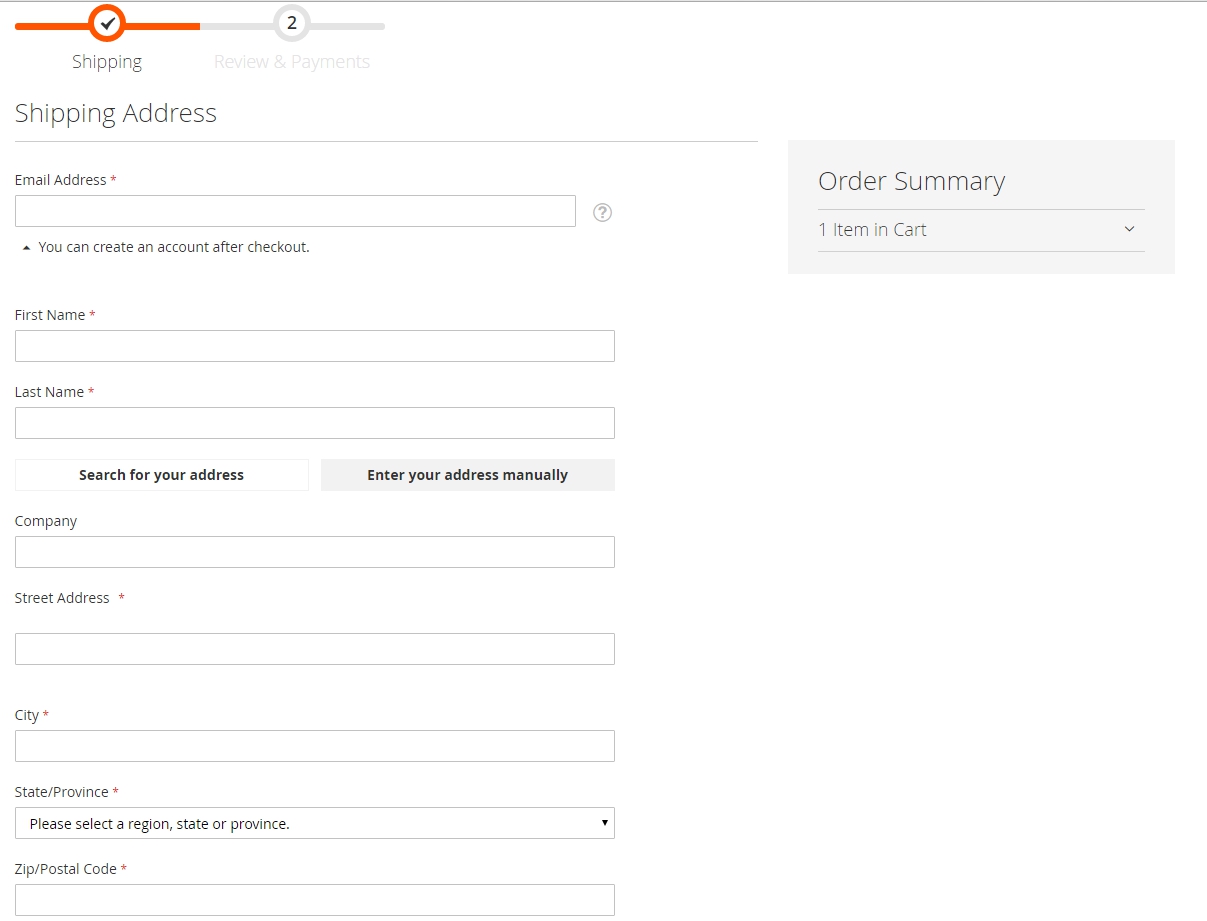 2
Shipping
Review & Payments
Shipping Address
Email Address *
?
You can create an account after checkout.
First Name *
Last Name *
Search for your address
Enter your address manually
Company
Street Address *
City *
State/Province *
Please select a region, state or province.
Zip/Postal Code *
Order Summary
1 Item in Cart